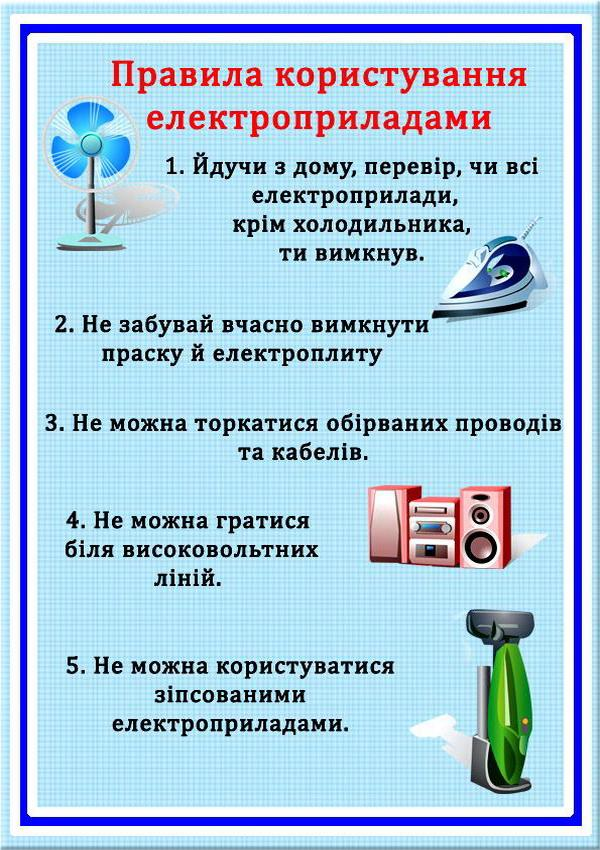 Правила користування
електроприладами
1. Йдучи з дому, перевір, чи всі
електроприлади,
крім холодильника,
ти вимкнув.
2. Не забувай вчасно вимкнути
праску й електроплиту
3. Не можна торкатися обірваних проводів
та кабелів.
4. Не можна гратися
біля високовольтних
ліній.
5. Не можна користуватися
зіпсованими
електроприладами.